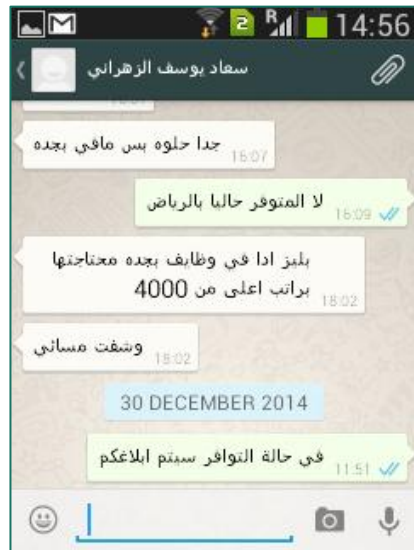 14:56
سعاد يوسف الزهراني
جدا حلوه بس مافي بجده
16:07
لا المتوفر حاليا بالرياض
16:09
بليز ادا في وظايف بجده محتاجتها
براتب اعلى من 4000
18:02
وشفت مسائي
18:02
30 DECEMBER 2014
في حالة التوافر سيتم ابلاغكم
11:51